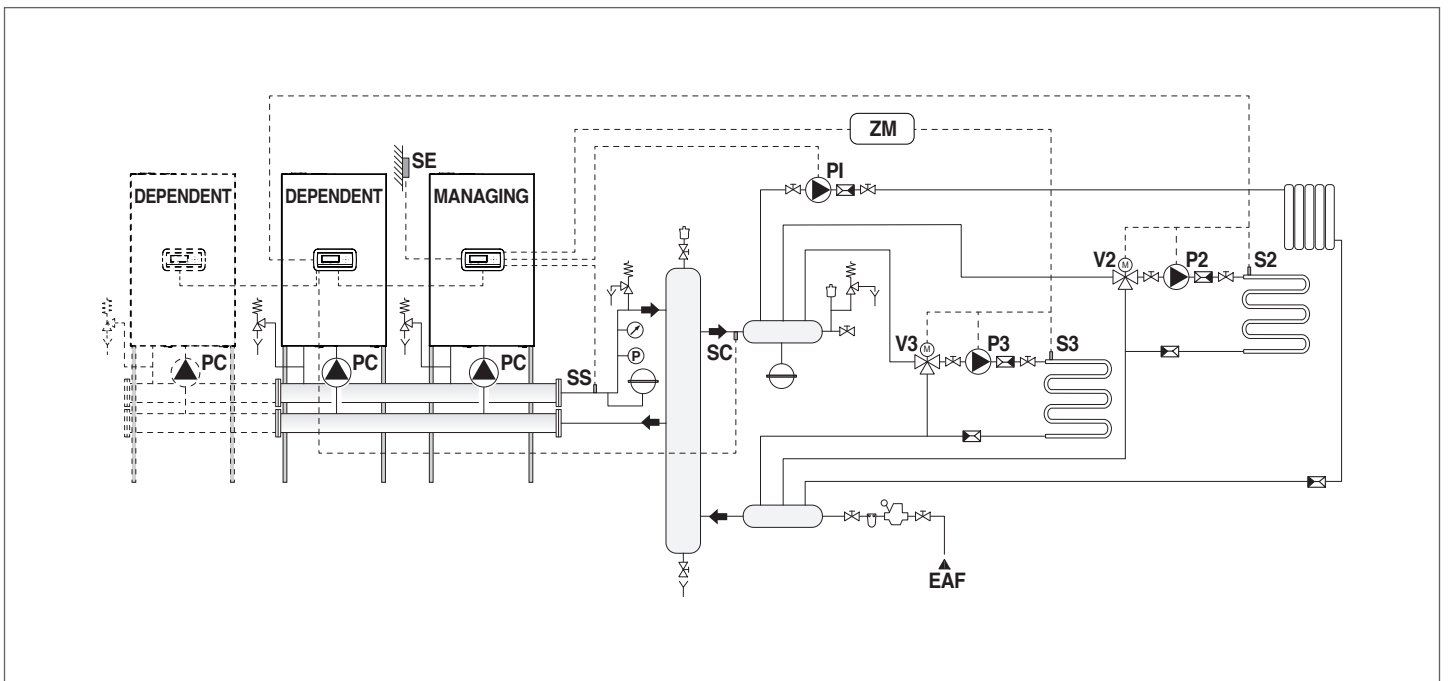 ZM
SE
PI
DEPENDENT
DEPENDENT
MANAGING
V2
M
P2
S2
SC
V3
M
P3
S3
P
PC
PC
PC
SS
EAF